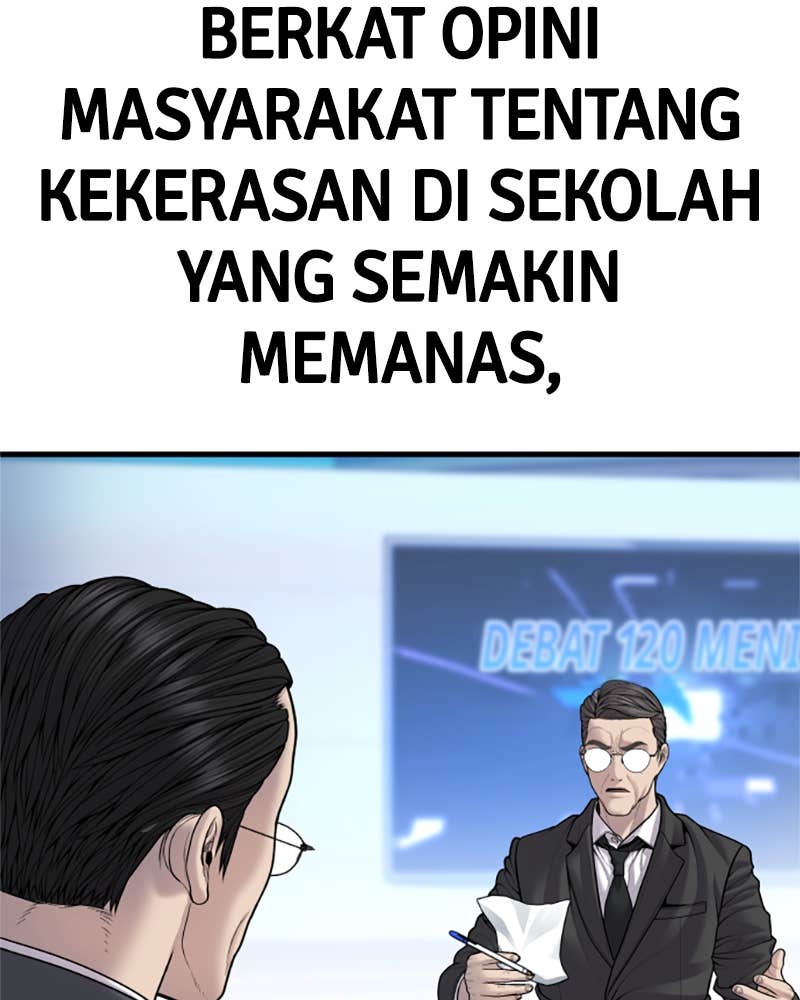 BERKAT OPINI
MASYARAKAT TENTANG
KEKERASAN DI SEKOLAH
YANG SEMAKIN
MEMANAS,
DEBAT 120 MENI